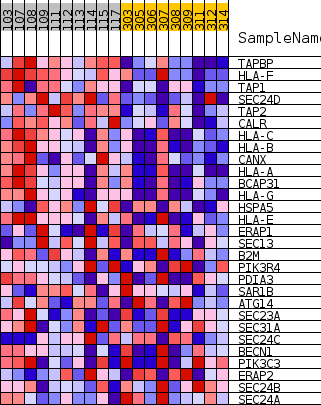 108 107 108 109 111 112 113 114 115 117 303 305 306 307 308 309 311 312 314
SampleName
TAPBP
HLA-F
TAP1
SEC24D
TAP2
CALR
HLA-C
HLA-B
CANX
HLA-A
BCAP31
HLA-G
HSPA5
HLA-E
ERAP1
SEC13
B2M
PIK3R4
PDIA3
SAR1B
ATG14
SEC23A
SEC31A
SEC24C
BECN1
PIK3C3
ERAP2
SEC24B
SEC24A